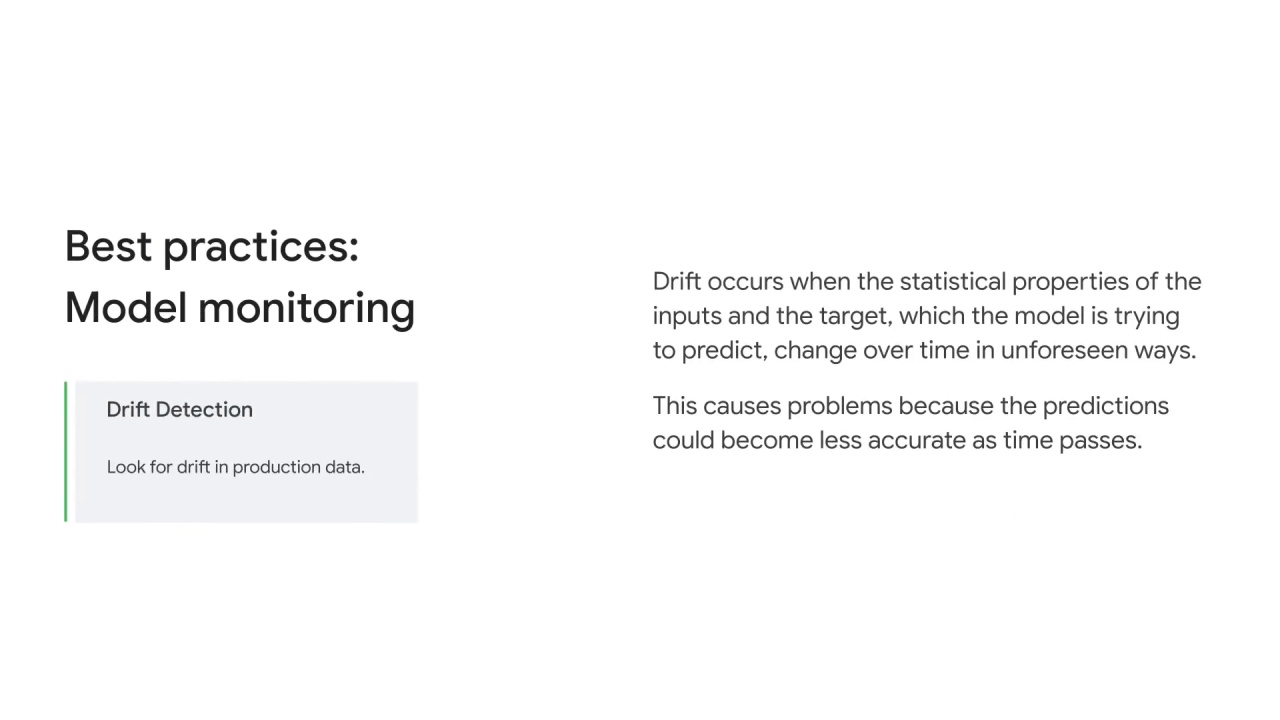 Best practices:
Model monitoring
Drift Detection
Look for drift in production data.
Drift occurs when the statistical properties of the
inputs and the target, which the model is trying
to predict, change over time in unforeseen ways.
This causes problems because the predictions
could become less accurate as time passes.